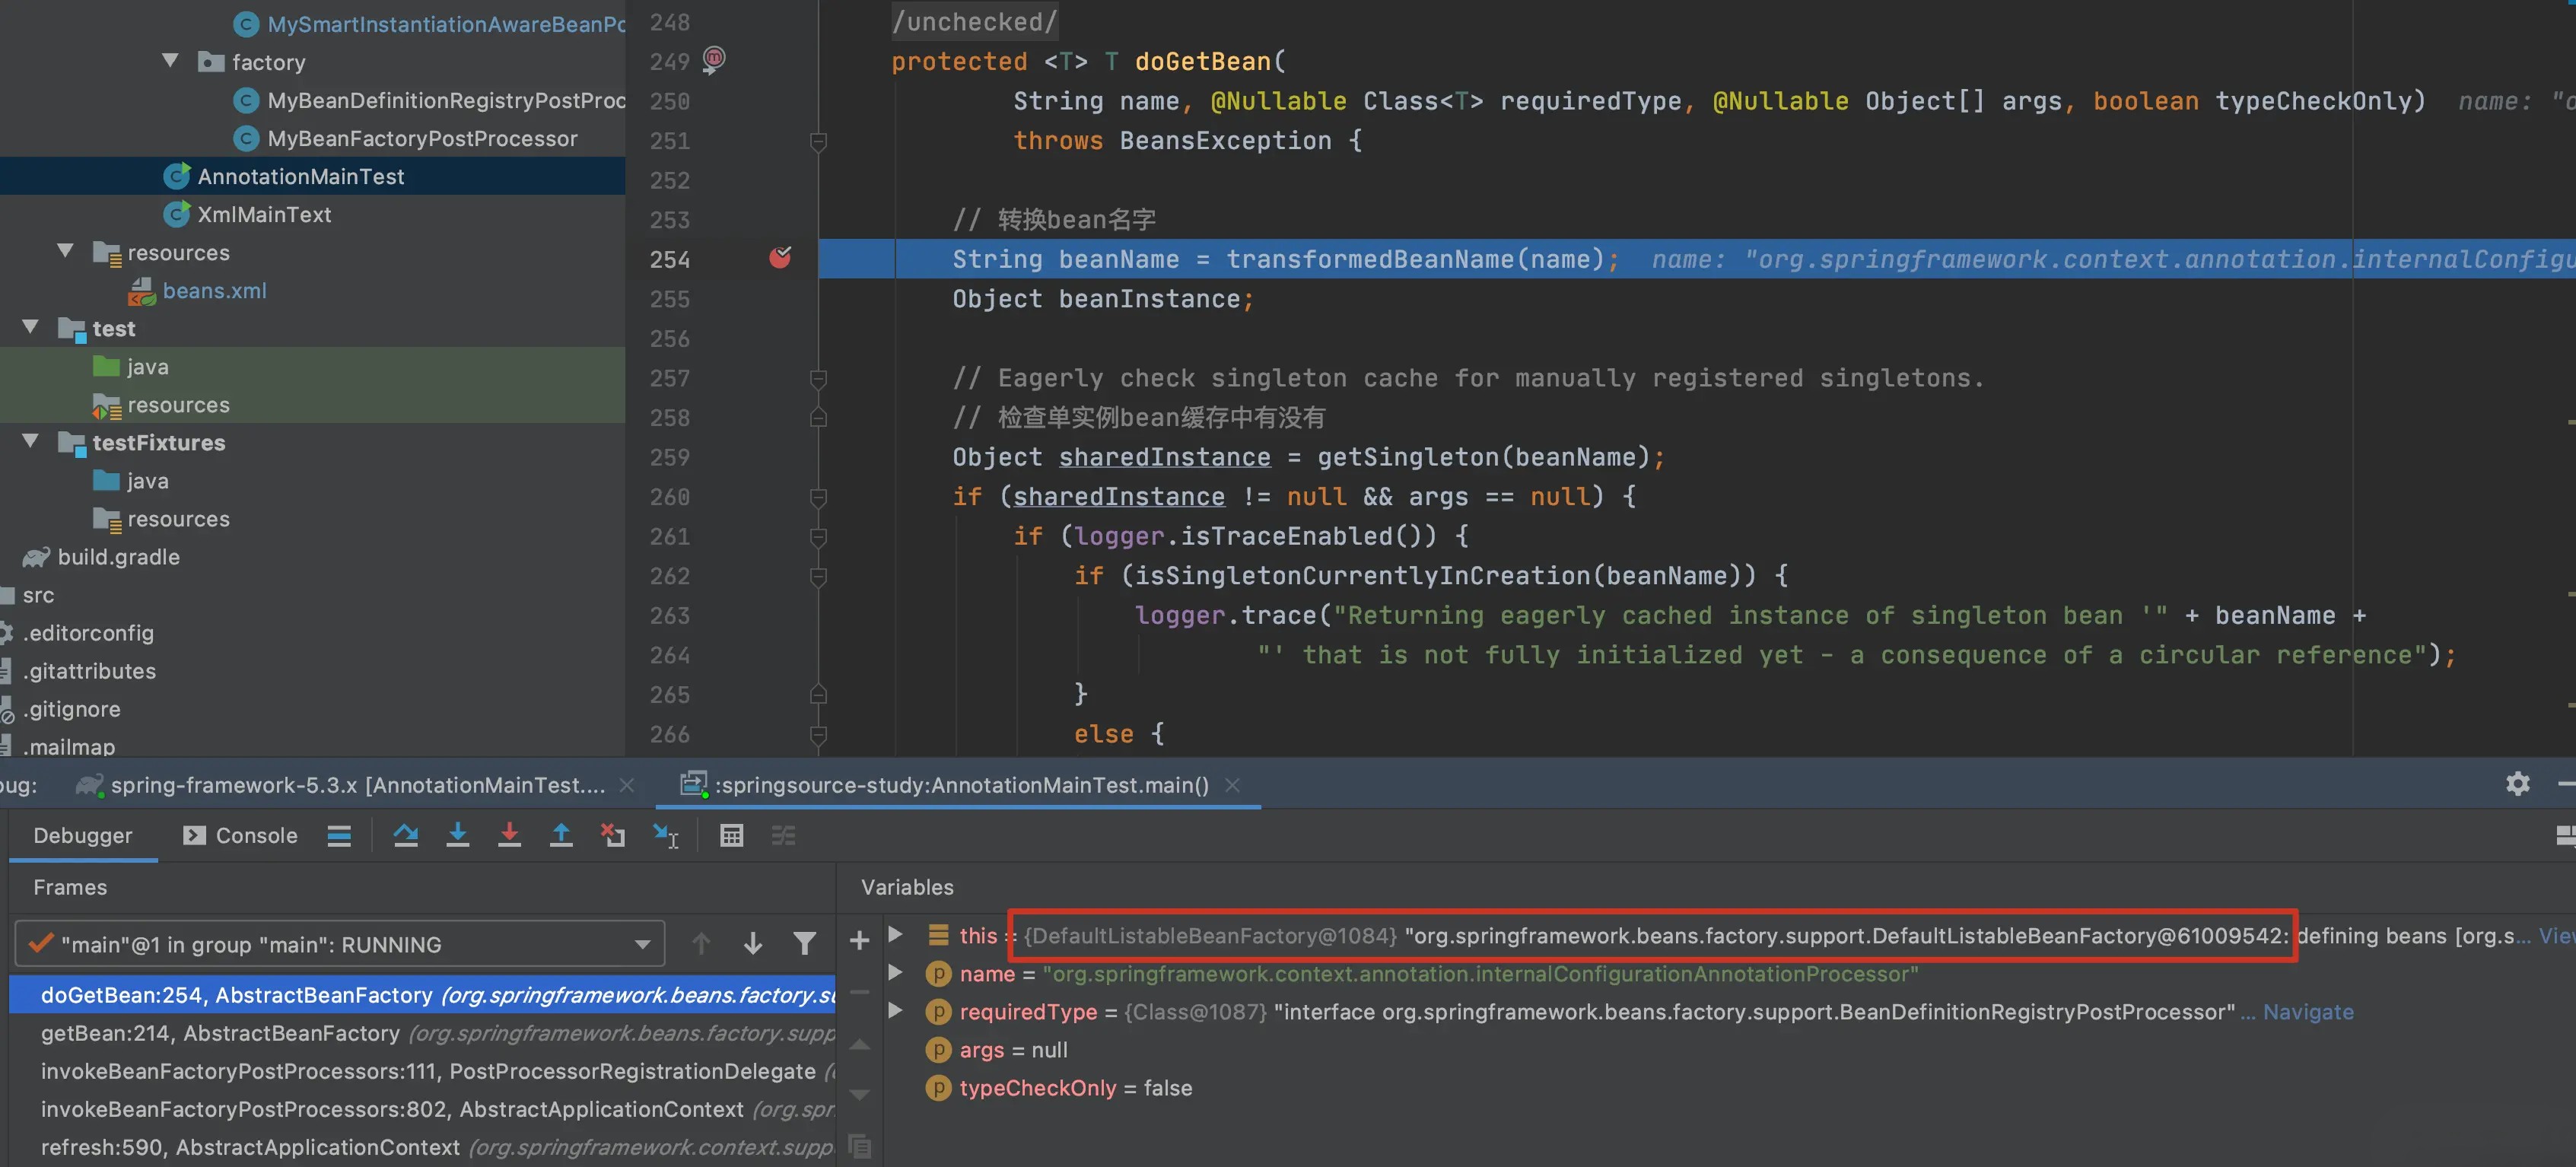 MySmartInstantiationAwareBeanPo
factory
MyBeanDefinitionRegistryPostProc
MyBeanFactoryPostProcessor
AnnotationMainTest
XmlMainText
resources
beans.xml
test
java
resources
testFixtures
java
resources
build.gradle
src
.editorconfig
.gitattributes
.gitignore
.mailmap
248 /unchecked/
249 protected <T> T doGetBean(
250 String name, @Nullable Class<T> requiredType, @Nullable Object[] args, boolean typeCheckOnly) name: "o
251 throws BeansException {
252
253 // 转换bean名字
254 String beanName = transformedBeanName(name); name: "org.springframework.context.annotation.internalConfigu
255 Object beanInstance;
256
257 // Eagerly check singleton cache for manually registered singletons.
258 // 检查单实例bean缓存中有没有
259 Object sharedInstance = getSingleton(beanName);
260 if (sharedInstance != null && args == null) {
261 if (logger.isTraceEnabled()) {
262 if (isSingletonCurrentlyInCreation(beanName)) {
263 logger.trace("Returning eagerly cached instance of singleton bean '" + beanName +
264 "' that is not fully initialized yet - a consequence of a circular reference");
265 }
266 else {
ug: spring-framework-5.3.x [AnnotationMainTest.... :springsource-study:AnnotationMainTest.main()
Debugger Console
Frames
"main"@1 in group "main": RUNNING
doGetBean:254, AbstractBeanFactory (org.springframework.beans.factory.su
getBean:214, AbstractBeanFactory (org.springframework.beans.factory.supp
invokeBeanFactoryPostProcessors:111, PostProcessorRegistrationDelegate (o
invokeBeanFactoryPostProcessors:802, AbstractApplicationContext (org.spr
refresh:590, AbstractApplicationContext (org.springframework.context.supp
Variables
this = {DefaultListableBeanFactory@1084} "org.springframework.beans.factory.support.DefaultListableBeanFactory@61009542: defining beans [org.s... View
name = "org.springframework.context.annotation.internalConfigurationAnnotationProcessor"
requiredType = {Class@1087} "interface org.springframework.beans.factory.support.BeanDefinitionRegistryPostProcessor" ... Navigate
args = null
typeCheckOnly = false